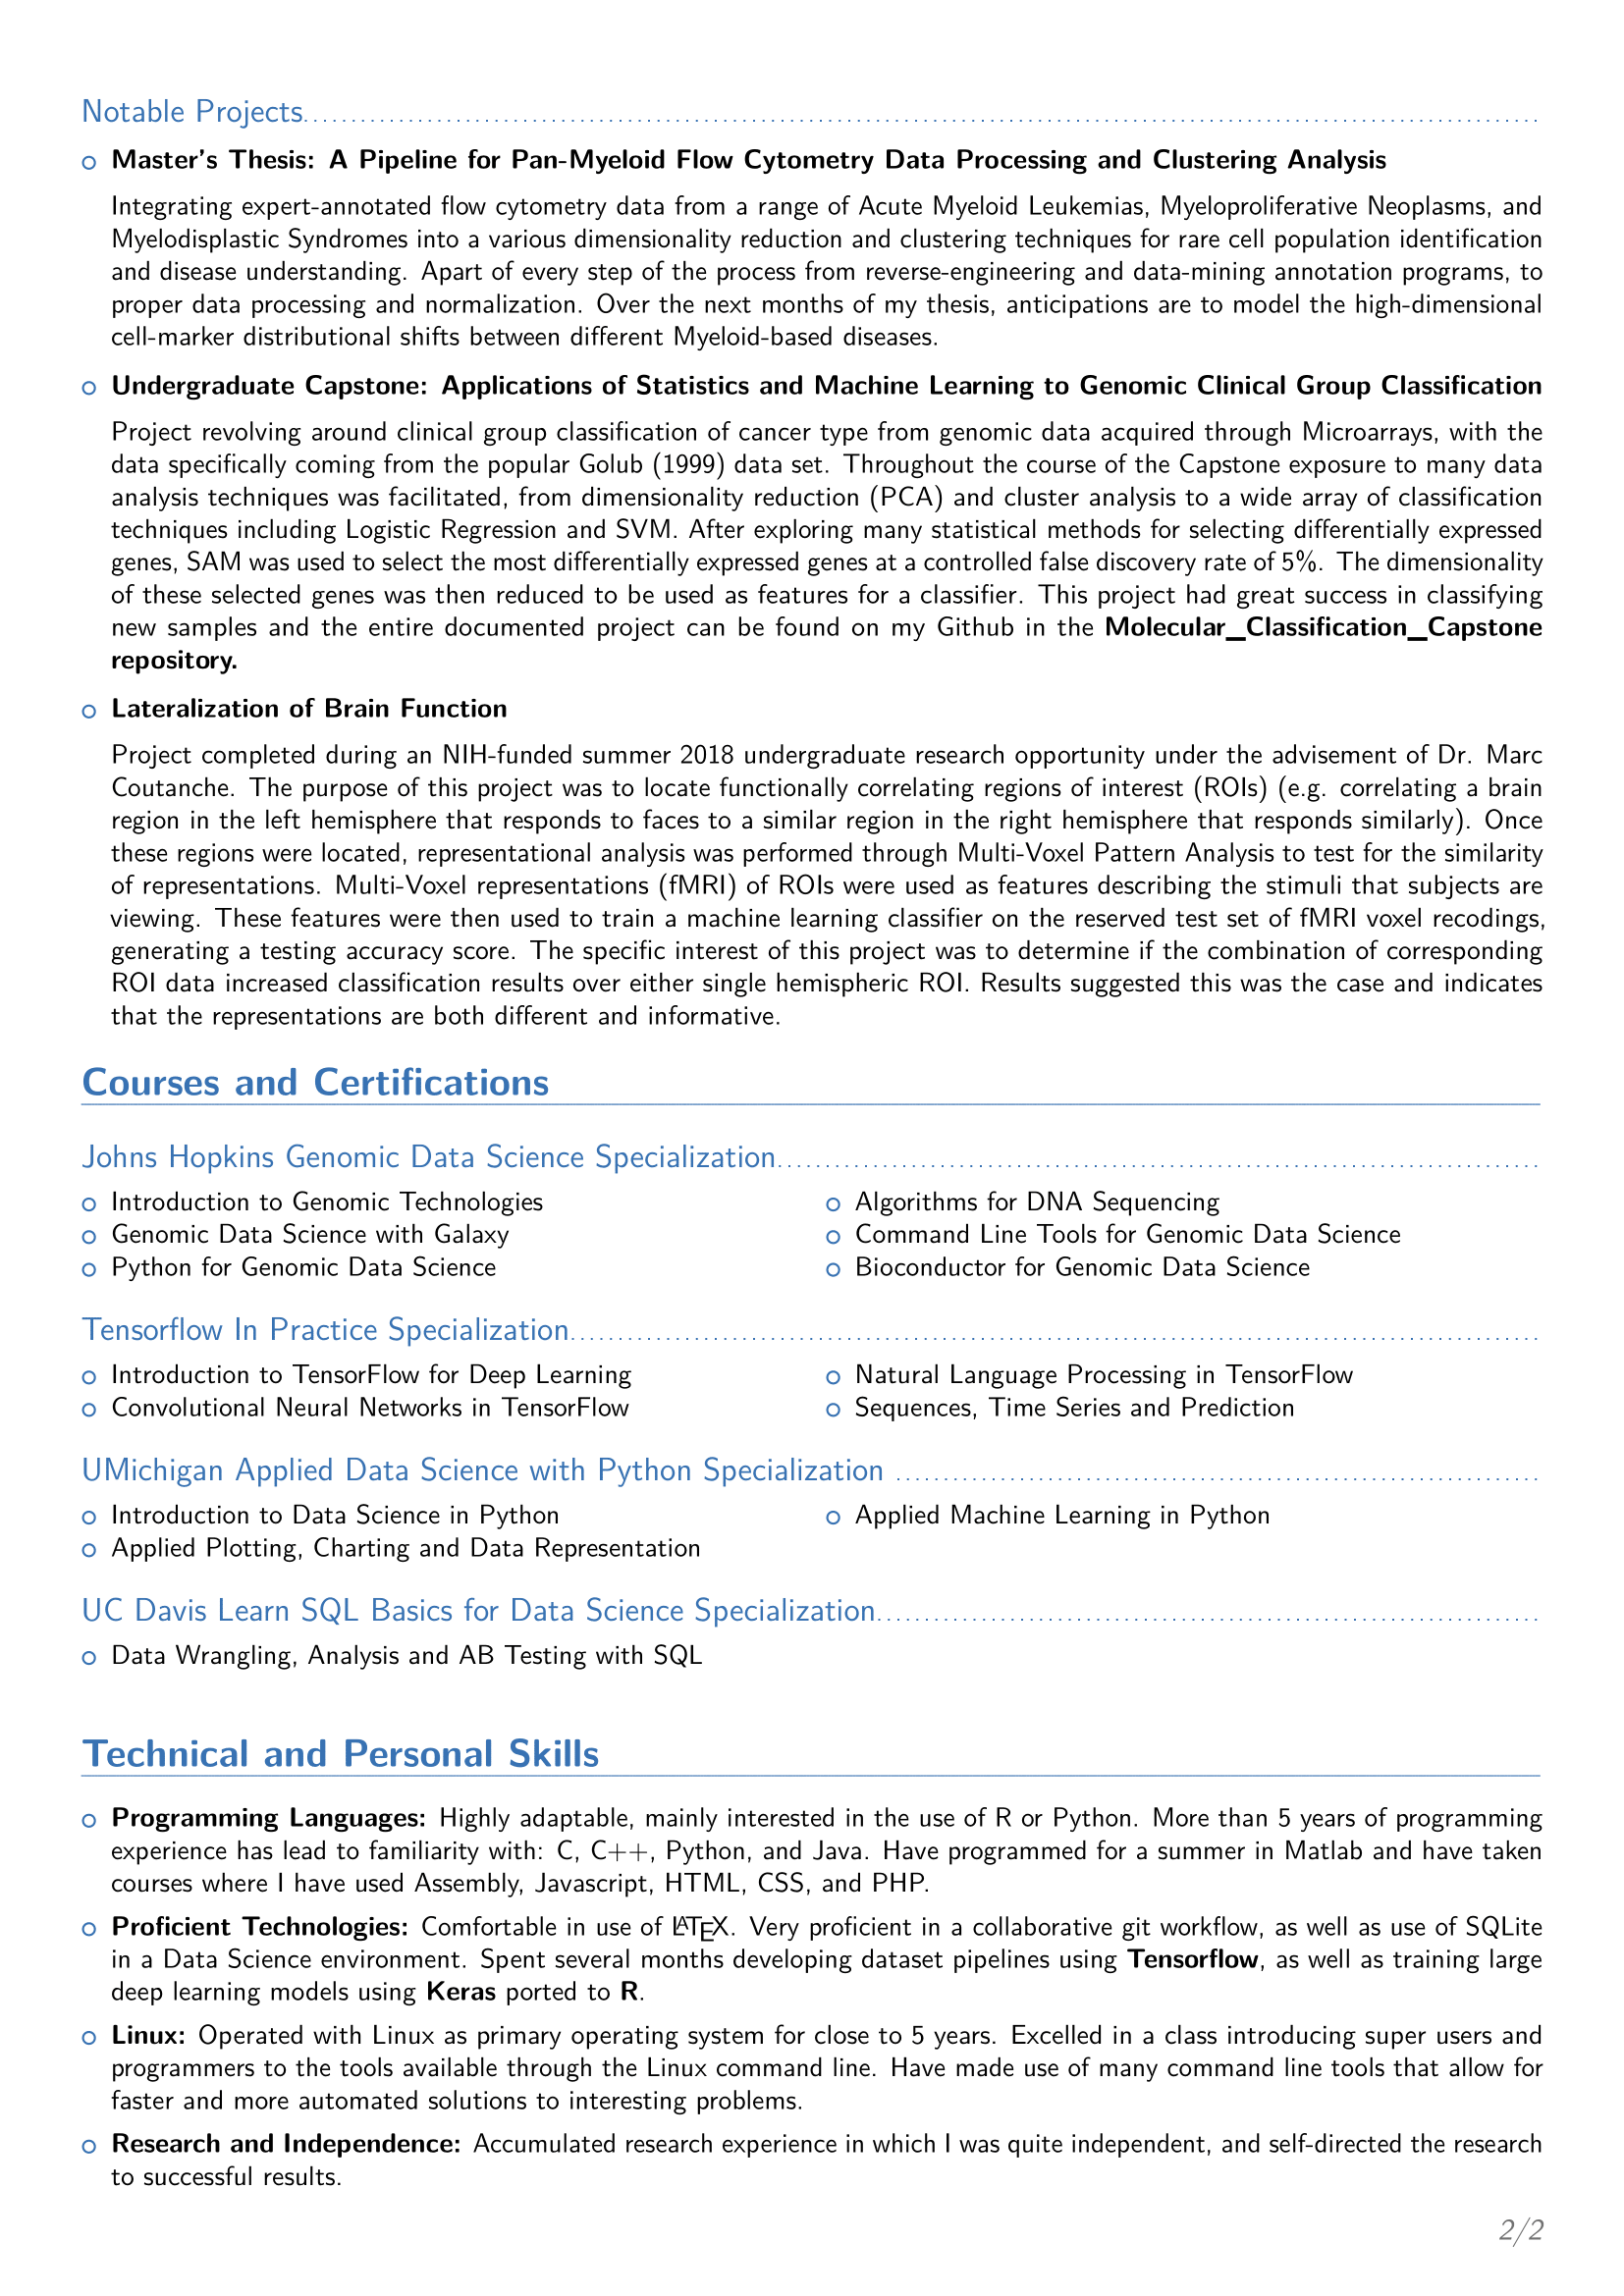 Notable Projects
Master's Thesis: A Pipeline for Pan-Myeloid Flow Cytometry Data Processing and Clustering Analysis
Integrating expert-annotated flow cytometry data from a range of Acute Myeloid Leukemias, Myeloproliferative Neoplasms, and
Myelodisplastic Syndromes into a various dimensionality reduction and clustering techniques for rare cell population identification
and disease understanding. Apart of every step of the process from reverse-engineering and data-mining annotation programs, to
proper data processing and normalization. Over the next months of my thesis, anticipations are to model the high-dimensional
cell-marker distributional shifts between different Myeloid-based diseases.
Undergraduate Capstone: Applications of Statistics and Machine Learning to Genomic Clinical Group Classification
Project revolving around clinical group classification of cancer type from genomic data acquired through Microarrays, with the
data specifically coming from the popular Golub (1999) data set. Throughout the course of the Capstone exposure to many data
analysis techniques was facilitated, from dimensionality reduction (PCA) and cluster analysis to a wide array of classification
techniques including Logistic Regression and SVM. After exploring many statistical methods for selecting differentially expressed
genes, SAM was used to select the most differentially expressed genes at a controlled false discovery rate of 5%. The dimensionality
of these selected genes was then reduced to be used as features for a classifier. This project had great success in classifying
new samples and the entire documented project can be found on my Github in the Molecular_Classification_Capstone
repository.
Lateralization of Brain Function
Project completed during an NIH-funded summer 2018 undergraduate research opportunity under the advisement of Dr. Marc
Coutanche. The purpose of this project was to locate functionally correlating regions of interest (ROIs) (e.g. correlating a brain
region in the left hemisphere that responds to faces to a similar region in the right hemisphere that responds similarly). Once
these regions were located, representational analysis was performed through Multi-Voxel Pattern Analysis to test for the similarity
of representations. Multi-Voxel representations (fMRI) of ROIs were used as features describing the stimuli that subjects are
viewing. These features were then used to train a machine learning classifier on the reserved test set of fMRI voxel recodings,
generating a testing accuracy score. The specific interest of this project was to determine if the combination of corresponding
ROI data increased classification results over either single hemispheric ROI. Results suggested this was the case and indicates
that the representations are both different and informative.
Courses and Certifications
Johns Hopkins Genomic Data Science Specialization
Introduction to Genomic Technologies
Genomic Data Science with Galaxy
Python for Genomic Data Science
Algorithms for DNA Sequencing
Command Line Tools for Genomic Data Science
Bioconductor for Genomic Data Science
Tensorflow In Practice Specialization
Introduction to TensorFlow for Deep Learning
Convolutional Neural Networks in TensorFlow
Natural Language Processing in TensorFlow
Sequences, Time Series and Prediction
UMichigan Applied Data Science with Python Specialization
Introduction to Data Science in Python
Applied Plotting, Charting and Data Representation
Applied Machine Learning in Python
UC Davis Learn SQL Basics for Data Science Specialization
Data Wrangling, Analysis and AB Testing with SQL
Technical and Personal Skills
Programming Languages: Highly adaptable, mainly interested in the use of R or Python. More than 5 years of programming
experience has lead to familiarity with: C, C++, Python, and Java. Have programmed for a summer in Matlab and have taken
courses where I have used Assembly, Javascript, HTML, CSS, and PHP.
Proficient Technologies: Comfortable in use of LATEX. Very proficient in a collaborative git workflow, as well as use of SQLite
in a Data Science environment. Spent several months developing dataset pipelines using Tensorflow, as well as training large
deep learning models using Keras ported to R.
Linux: Operated with Linux as primary operating system for close to 5 years. Excelled in a class introducing super users and
programmers to the tools available through the Linux command line. Have made use of many command line tools that allow for
faster and more automated solutions to interesting problems.
Research and Independence: Accumulated research experience in which I was quite independent, and self-directed the research
to successful results.
2/2